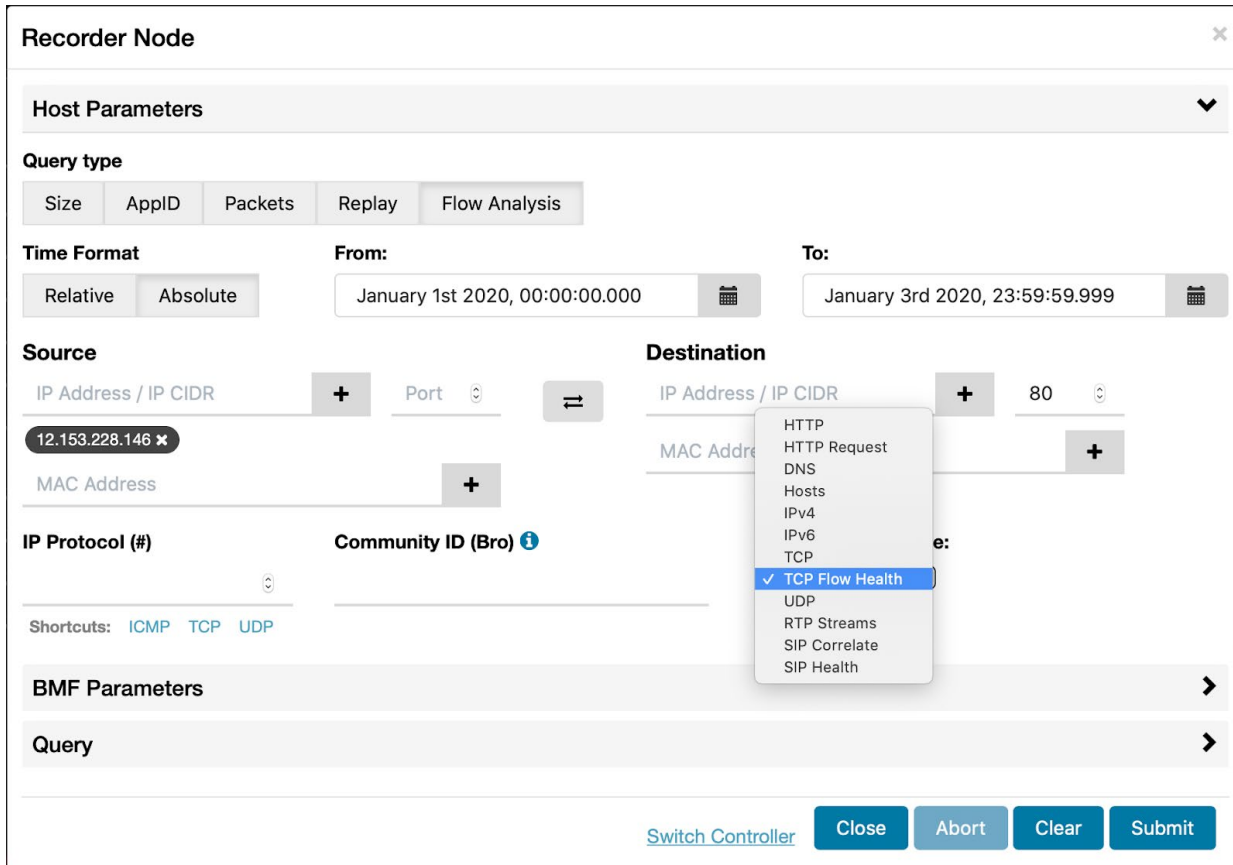 Recorder Node ×
Host Parameters
Query type
Size AppID Packets Replay Flow Analysis
Time Format From: To:
Relative Absolute January 1st 2020, 00:00:00.000 January 3rd 2020, 23:59:59.999
Source Destination
IP Address / IP CIDR + Port IP Address / IP CIDR + 80
12.153.228.146 ×
MAC Address + MAC Addre +
HTTP
HTTP Request
DNS
Hosts
IPv4
IPv6
TCP
✓ TCP Flow Health
UDP
RTP Streams
SIP Correlate
SIP Health
IP Protocol (#) Community ID (Bro) e:
Shortcuts: ICMP TCP UDP
BMF Parameters
Query
Switch Controller Close Abort Clear Submit